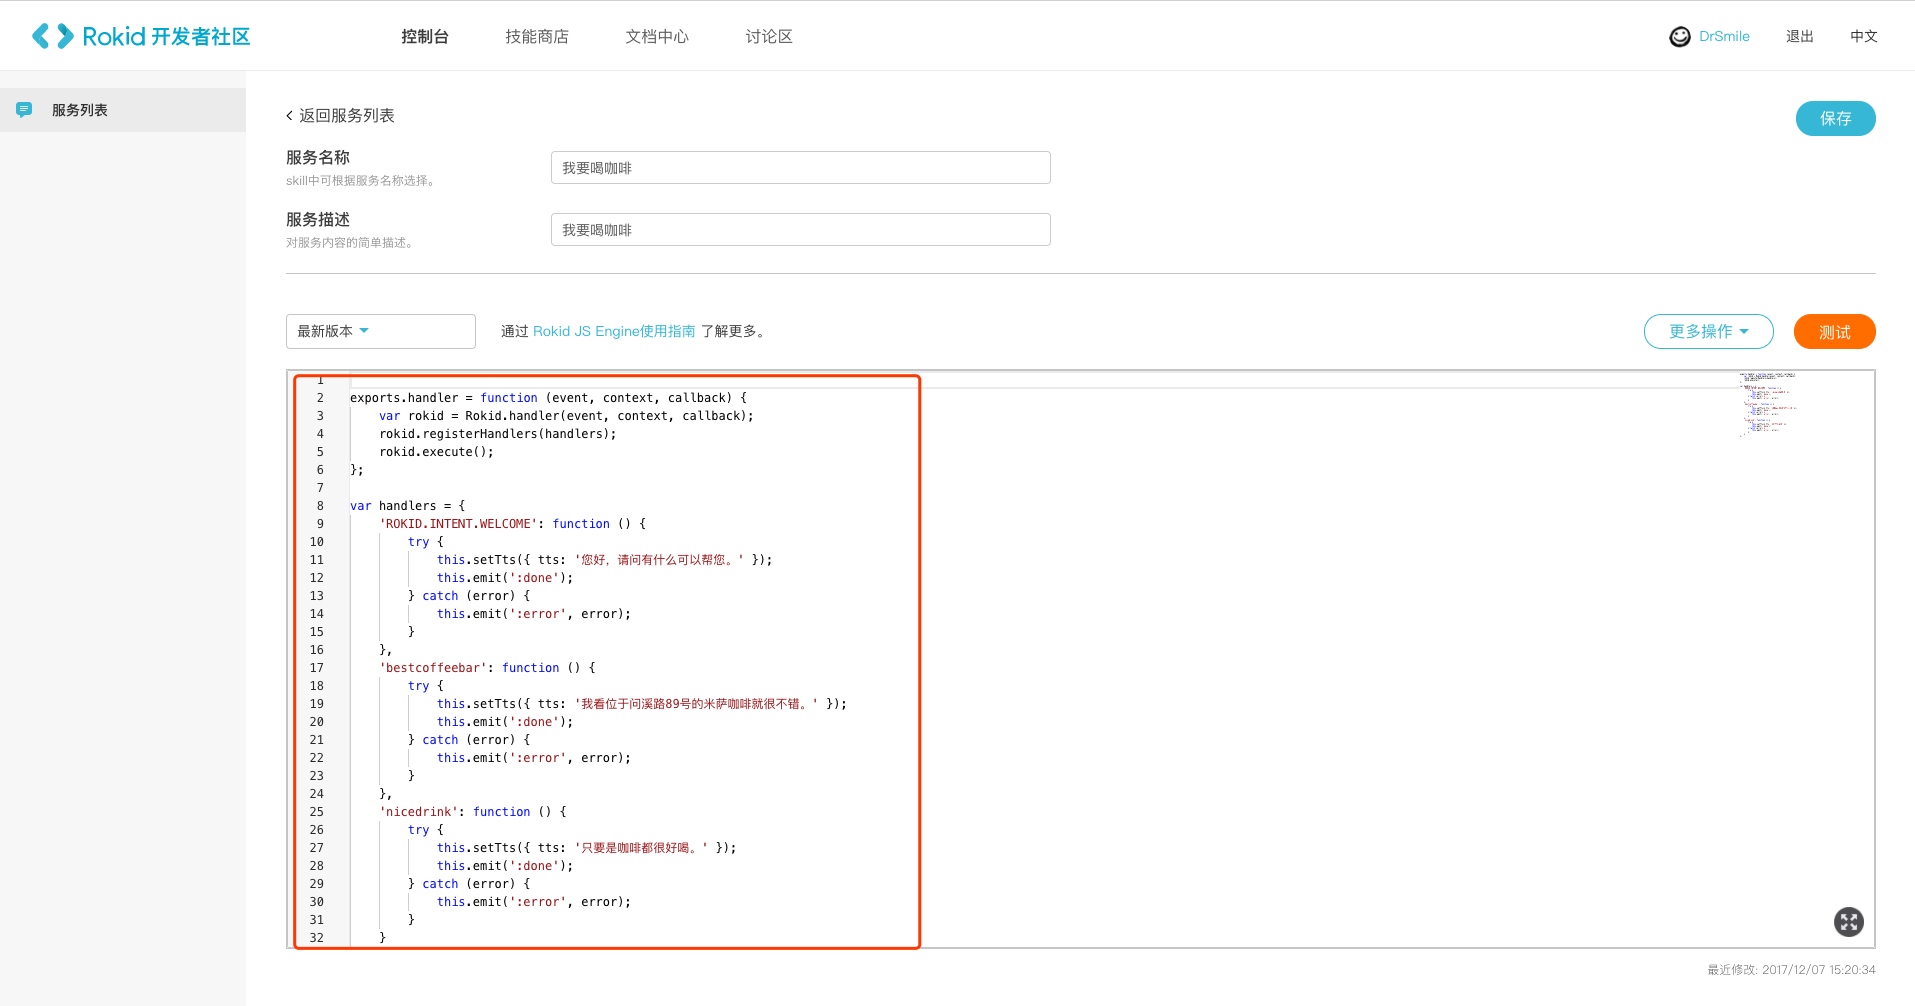 Rokid 开发者社区
控制台 技能商店 文档中心 讨论区
DrSmile 退出 中文
服务列表
返回服务列表
保存
服务名称
skill中可根据服务名称选择。
我要喝咖啡
服务描述
对服务内容的简单描述。
我要喝咖啡
最新版本
通过 Rokid JS Engine使用指南 了解更多。
更多操作
测试
1
2 exports.handler = function (event, context, callback) {
3     var rokid = Rokid.handler(event, context, callback);
4     rokid.registerHandlers(handlers);
5     rokid.execute();
6 };
7
8 var handlers = {
9     'ROKID.INTENT.WELCOME': function () {
10         try {
11             this.setTts({ tts: '您好，请问有什么可以帮您。' });
12             this.emit(':done');
13         } catch (error) {
14             this.emit(':error', error);
15         }
16     },
17     'bestcoffeebar': function () {
18         try {
19             this.setTts({ tts: '我看位于问溪路89号的米萨咖啡就很不错。' });
20             this.emit(':done');
21         } catch (error) {
22             this.emit(':error', error);
23         }
24     },
25     'nicedrink': function () {
26         try {
27             this.setTts({ tts: '只要是咖啡都很好喝。' });
28             this.emit(':done');
29         } catch (error) {
30             this.emit(':error', error);
31         }
32     }
最近修改: 2017/12/07 15:20:34